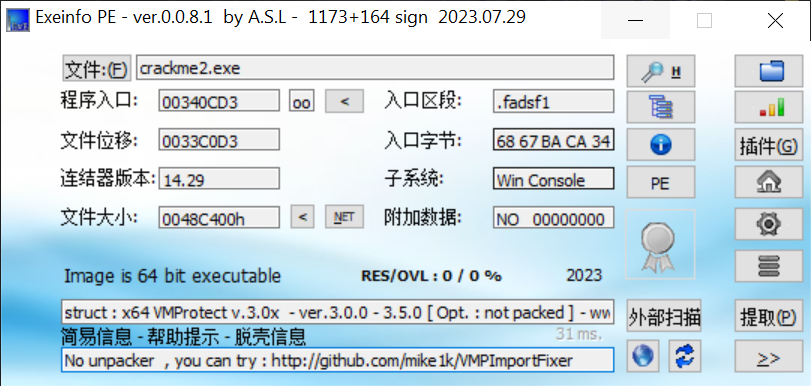 Exeinfo PE - ver.0.0.8.1 by A.S.L - 1173+164 sign 2023.07.29
文件:(F) crackme2.exe H
程序入口: 00340CD3 oo < 入口区段: .fadsf1
文件位移: 0033C0D3 入口字节: 68 67 BA CA 34 插件(G)
连结器版本: 14.29 子系统: Win Console PE
文件大小: 0048C400h < NET 附加数据: NO 00000000
Image is 64 bit executable RES/OVL : 0 / 0 % 2023
struct : x64 VMProtect v.3.0x - ver.3.0.0 - 3.5.0 [ Opt. : not packed ] - ww 外部扫描 提取(P)
简易信息 - 帮助提示 - 脱壳信息 31 ms.
No unpacker , you can try : http://github.com/mike1k/VMPImportFixer >>